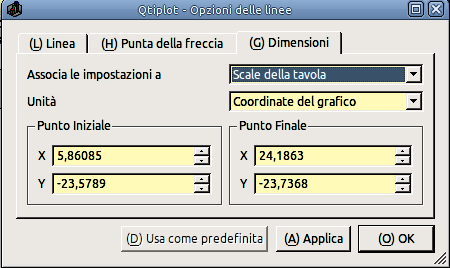 Qtiplot - Opzioni delle linee
(L) Linea (H) Punta della freccia (G) Dimensioni
Associa le impostazioni a Scale della tavola
Unità Coordinate del grafico
Punto Iniziale Punto Finale
X 5,86085 X 24,1863
Y -23,5789 Y -23,7368
(D) Usa come predefinita (A) Applica (O) OK